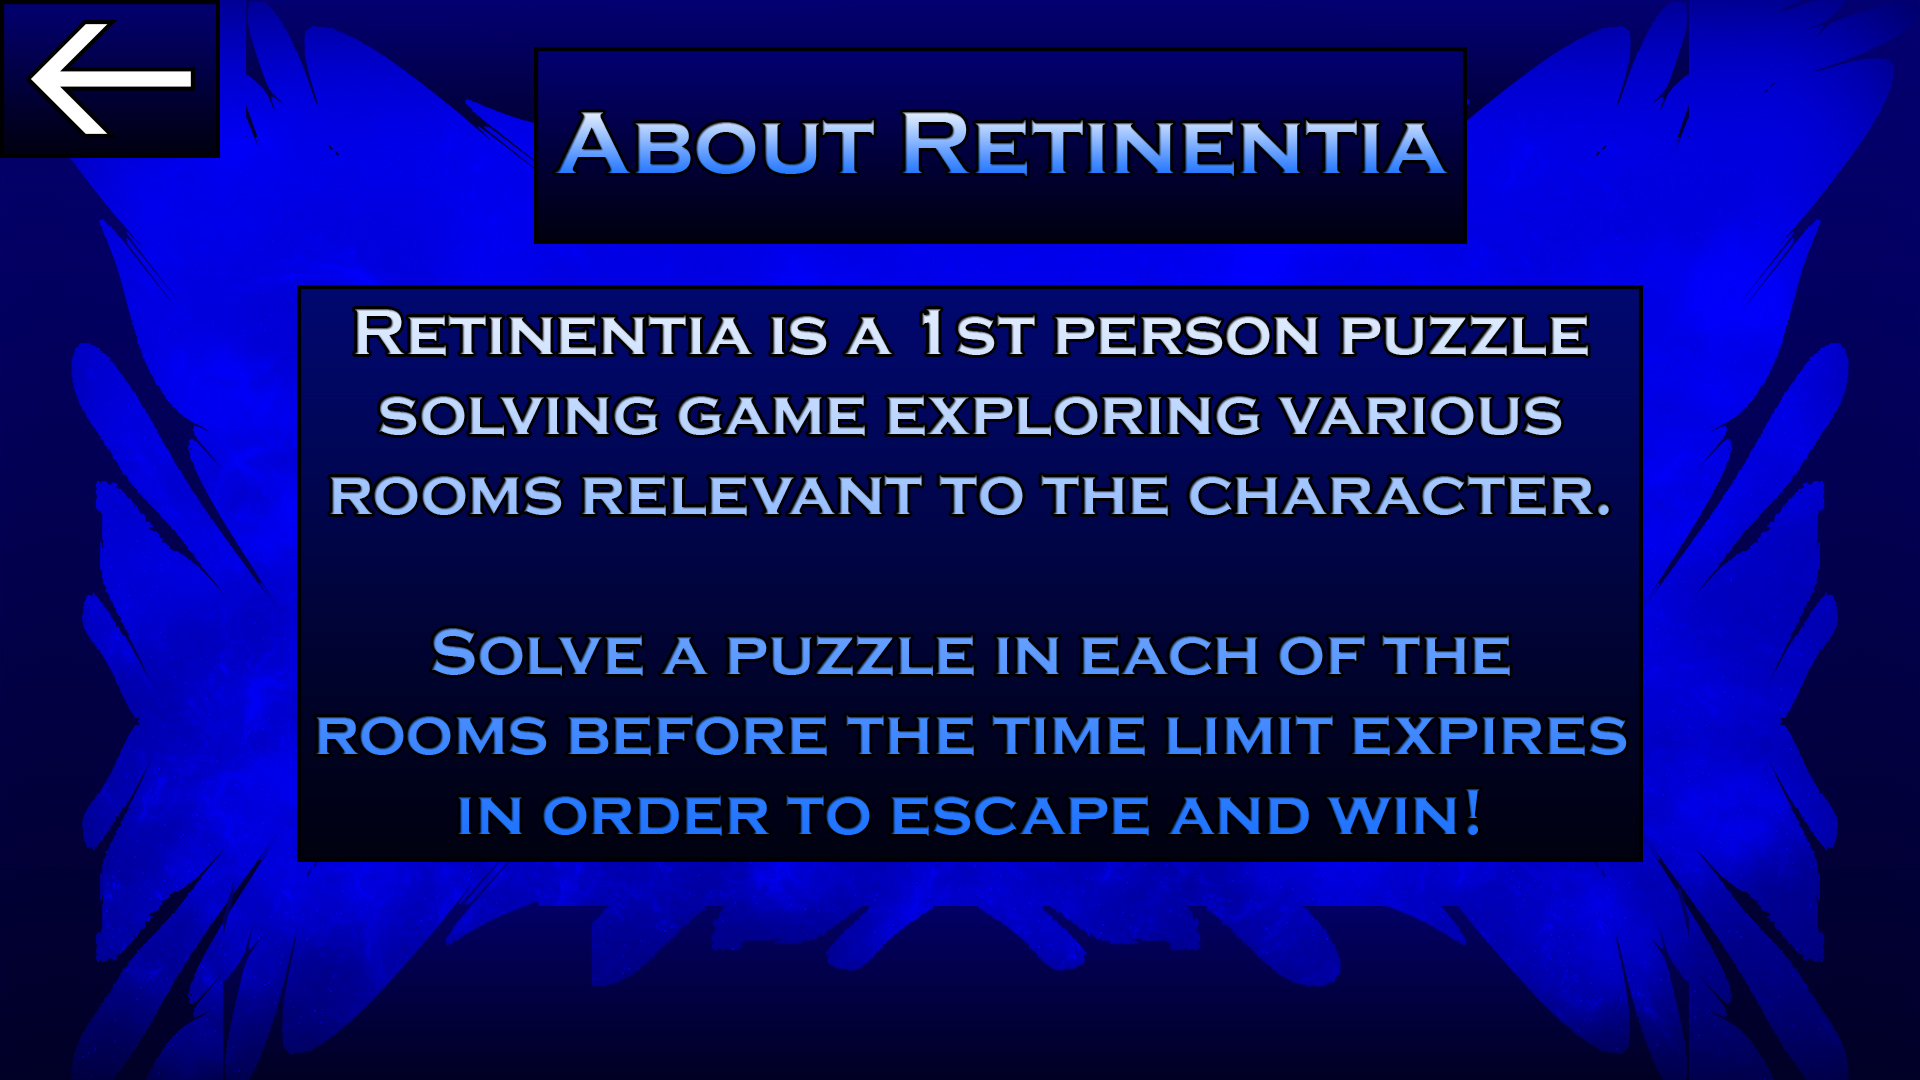 About Retinentia
Retinentia is a 1st person puzzle
solving game exploring various
rooms relevant to the character.
Solve a puzzle in each of the
rooms before the time limit expires
in order to escape and win!